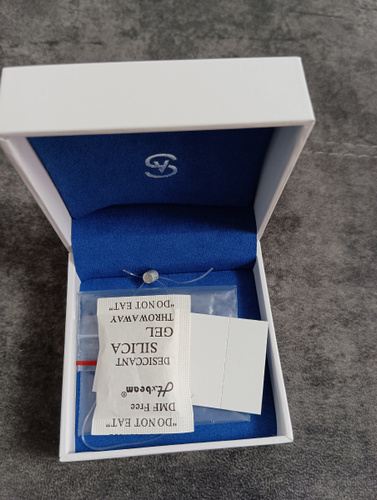 "DO NOT EAT"
DMF Free
DESICCANT
SILICA
GEL
THROWAWAY
"DO NOT EAT"